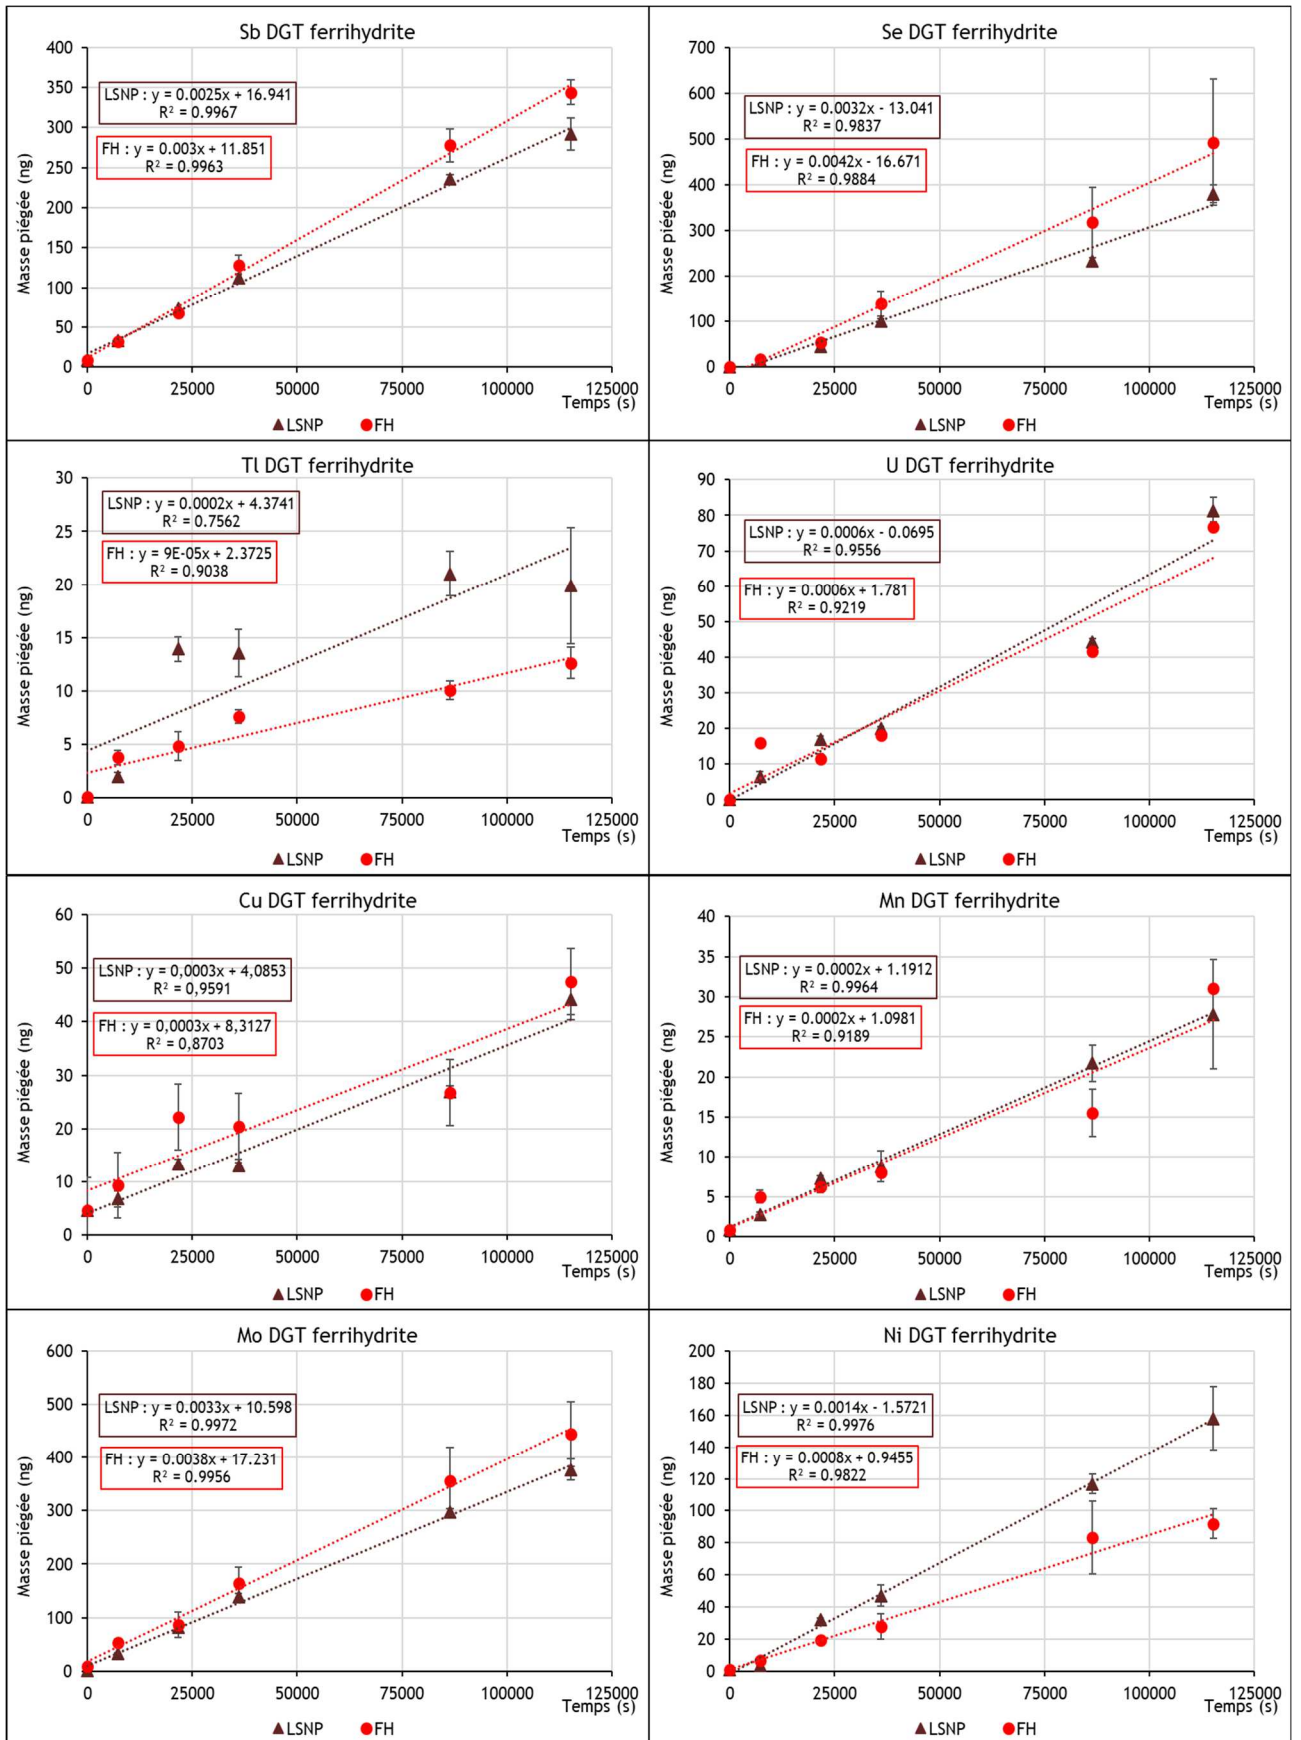 Sb DGT ferrihydrite
Masse piégée (ng)
400
350
300
250
200
150
100
50
0
LSNP : y = 0.0025x + 16.941
R² = 0.9967
FH : y = 0.003x + 11.851
R² = 0.9963
0 25000 50000 75000 100000 125000
Temps (s)
LSNP FH
Se DGT ferrihydrite
Masse piégée (ng)
700
600
500
400
300
200
100
0
LSNP : y = 0.0032x - 13.041
R² = 0.9837
FH : y = 0.0042x - 16.671
R² = 0.9884
0 25000 50000 75000 100000 125000
Temps (s)
LSNP FH
Tl DGT ferrihydrite
Masse piégée (ng)
30
25
20
15
10
5
0
LSNP : y = 0.0002x + 4.3741
R² = 0.7562
FH : y = 9E-05x + 2.3725
R² = 0.9038
0 25000 50000 75000 100000 125000
Temps (s)
LSNP FH
U DGT ferrihydrite
Masse piégée (ng)
90
80
70
60
50
40
30
20
10
0
LSNP : y = 0.0006x - 0.0695
R² = 0.9556
FH : y = 0.0006x + 1.781
R² = 0.9219
0 25000 50000 75000 100000 125000
Temps (s)
LSNP FH
Cu DGT ferrihydrite
Masse piégée (ng)
60
50
40
30
20
10
0
LSNP : y = 0,0003x + 4,0853
R² = 0,9591
FH : y = 0,0003x + 8,3127
R² = 0,8703
0 25000 50000 75000 100000 125000
Temps (s)
LSNP FH
Mn DGT ferrihydrite
Masse piégée (ng)
40
35
30
25
20
15
10
5
0
LSNP : y = 0.0002x + 1.1912
R² = 0.9964
FH : y = 0.0002x + 1.0981
R² = 0.9189
0 25000 50000 75000 100000 125000
Temps (s)
LSNP FH
Mo DGT ferrihydrite
Masse piégée (ng)
600
500
400
300
200
100
0
LSNP : y = 0.0033x + 10.598
R² = 0.9972
FH : y = 0.0038x + 17.231
R² = 0.9956
0 25000 50000 75000 100000 125000
Temps (s)
LSNP FH
Ni DGT ferrihydrite
Masse piégée (ng)
200
180
160
140
120
100
80
60
40
20
0
LSNP : y = 0.0014x - 1.5721
R² = 0.9976
FH : y = 0.0008x + 0.9455
R² = 0.9822
0 25000 50000 75000 100000 125000
Temps (s)
LSNP FH